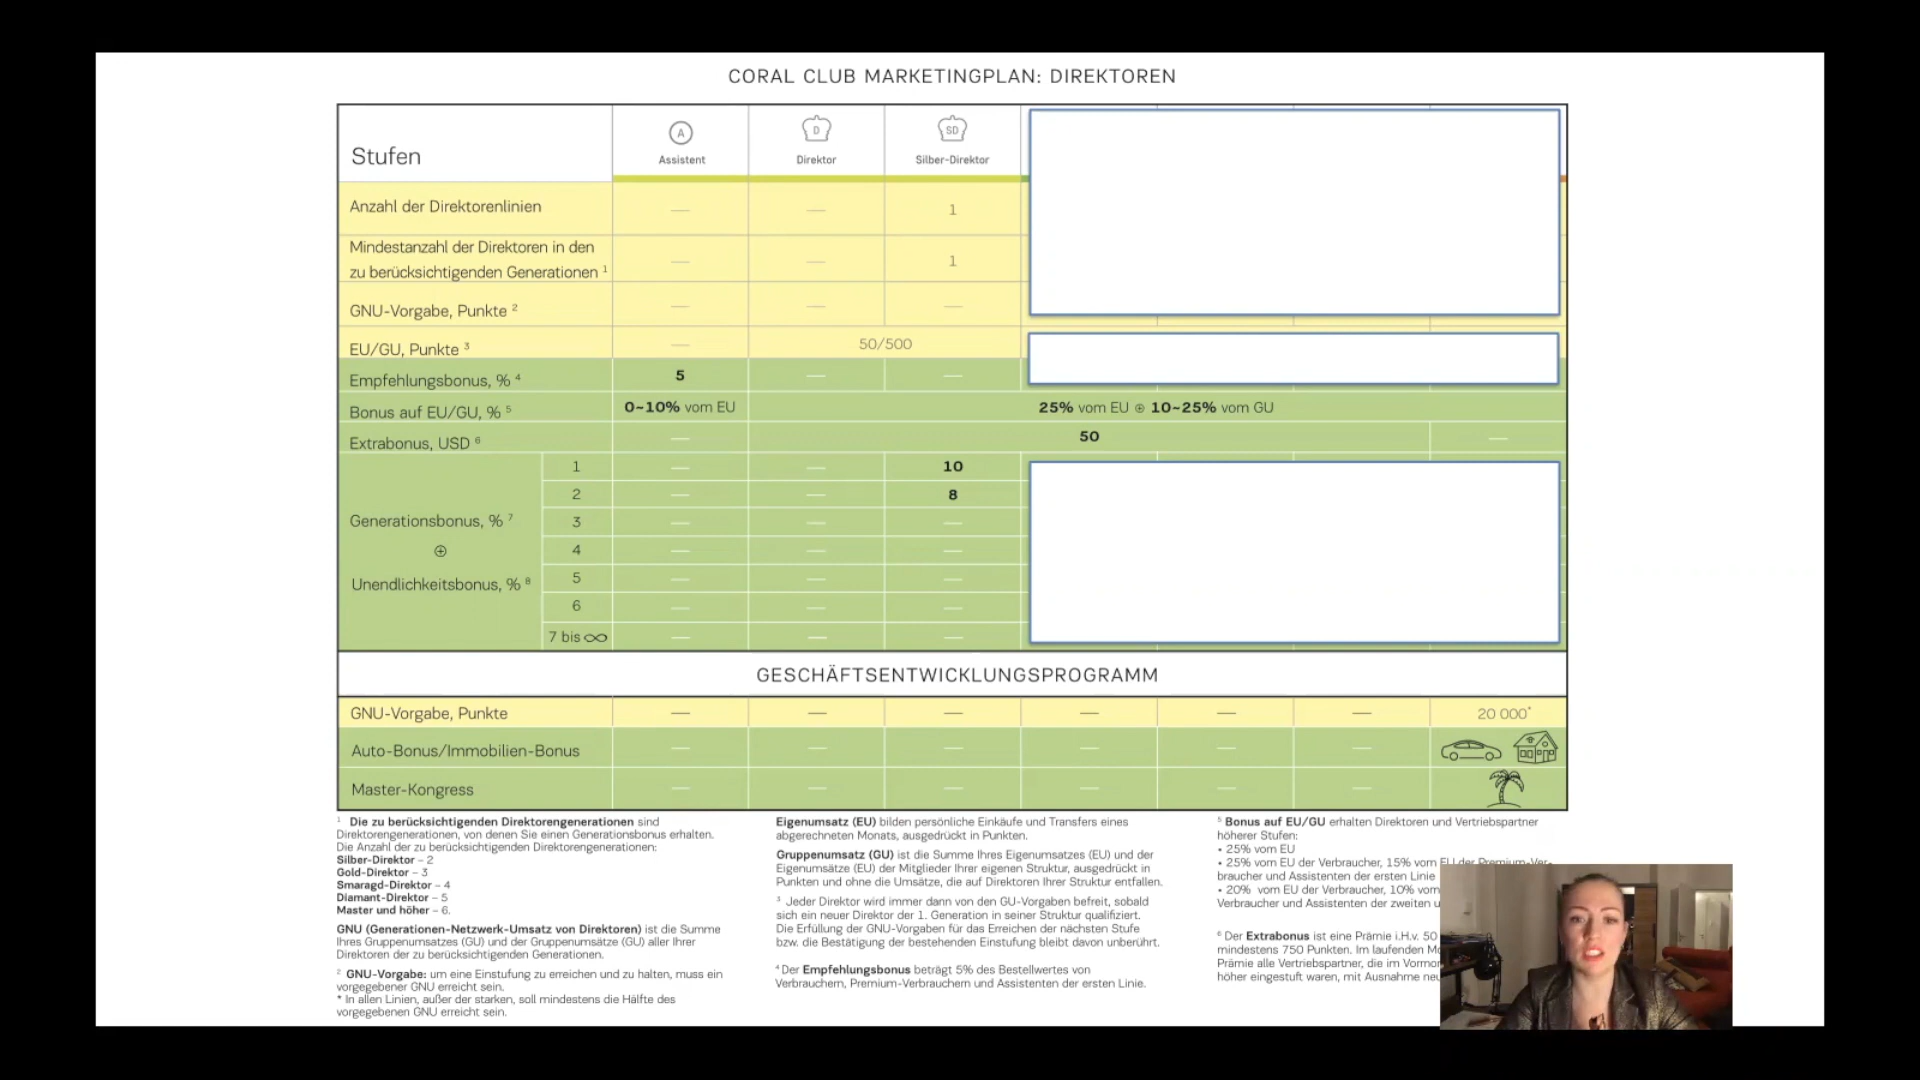 CORAL CLUB MARKETINGPLAN: DIREKTOREN
Stufen
A
Assistent
D
Direktor
SD
Silber-Direktor
Anzahl der Direktorenlinien — — 1
Mindestanzahl der Direktoren in den
zu berücksichtigenden Generationen 1 — — 1
GNU-Vorgabe, Punkte 2 — — —
EU/GU, Punkte 3 — 50/500
Empfehlungsbonus, % 4 5 — —
Bonus auf EU/GU, % 5 0~10% vom EU 25% vom EU ⊕ 10~25% vom GU
Extrabonus, USD 6 — 50 —
Generationsbonus, % 7
⊕
Unendlichkeitsbonus, % 8
1 — — 10
2 — — 8
3 — — —
4 — — —
5 — — —
6 — — —
7 bis ∞ — — —
GESCHÄFTSENTWICKLUNGSPROGRAMM
GNU-Vorgabe, Punkte — — — — — — 20 000*
Auto-Bonus/Immobilien-Bonus — — — — — —
Master-Kongress — — — — — —
1 Die zu berücksichtigenden Direktorengenerationen sind
Direktorengenerationen, von denen Sie einen Generationsbonus erhalten.
Die Anzahl der zu berücksichtigenden Direktorengenerationen:
Silber-Direktor – 2
Gold-Direktor – 3
Smaragd-Direktor – 4
Diamant-Direktor – 5
Master und höher – 6.
GNU (Generationen-Netzwerk-Umsatz von Direktoren) ist die Summe
Ihres Gruppenumsatzes (GU) und der Gruppenumsätze (GU) aller Ihrer
Direktoren der zu berücksichtigenden Generationen.
2 GNU-Vorgabe: um eine Einstufung zu erreichen und zu halten, muss ein
vorgegebener GNU erreicht sein.
* In allen Linien, außer der starken, soll mindestens die Hälfte des
vorgegebenen GNU erreicht sein.
Eigenumsatz (EU) bilden persönliche Einkäufe und Transfers eines
abgerechneten Monats, ausgedrückt in Punkten.
Gruppenumsatz (GU) ist die Summe Ihres Eigenumsatzes (EU) und der
Eigenumsätze (EU) der Mitglieder Ihrer eigenen Struktur, ausgedrückt in
Punkten und ohne die Umsätze, die auf Direktoren Ihrer Struktur entfallen.
3 Jeder Direktor wird immer dann von den GU-Vorgaben befreit, sobald
sich ein neuer Direktor der 1. Generation in seiner Struktur qualifiziert.
Die Erfüllung der GNU-Vorgaben für das Erreichen der nächsten Stufe
bzw. die Bestätigung der bestehenden Einstufung bleibt davon unberührt.
4 Der Empfehlungsbonus beträgt 5% des Bestellwertes von
Verbrauchern, Premium-Verbrauchern und Assistenten der ersten Linie.
5 Bonus auf EU/GU erhalten Direktoren und Vertriebspartner
höherer Stufen:
• 25% vom EU
• 25% vom EU der Verbraucher, 15% vom EU der Premium-Ver-
braucher und Assistenten der ersten Linie
• 20% vom EU der Verbraucher, 10% vom
Verbraucher und Assistenten der zweiten
6 Der Extrabonus ist eine Prämie i.H.v. 50
mindestens 750 Punkten. Im laufenden
Prämie alle Vertriebspartner, die im
höher eingestuft waren, mit Ausnahme